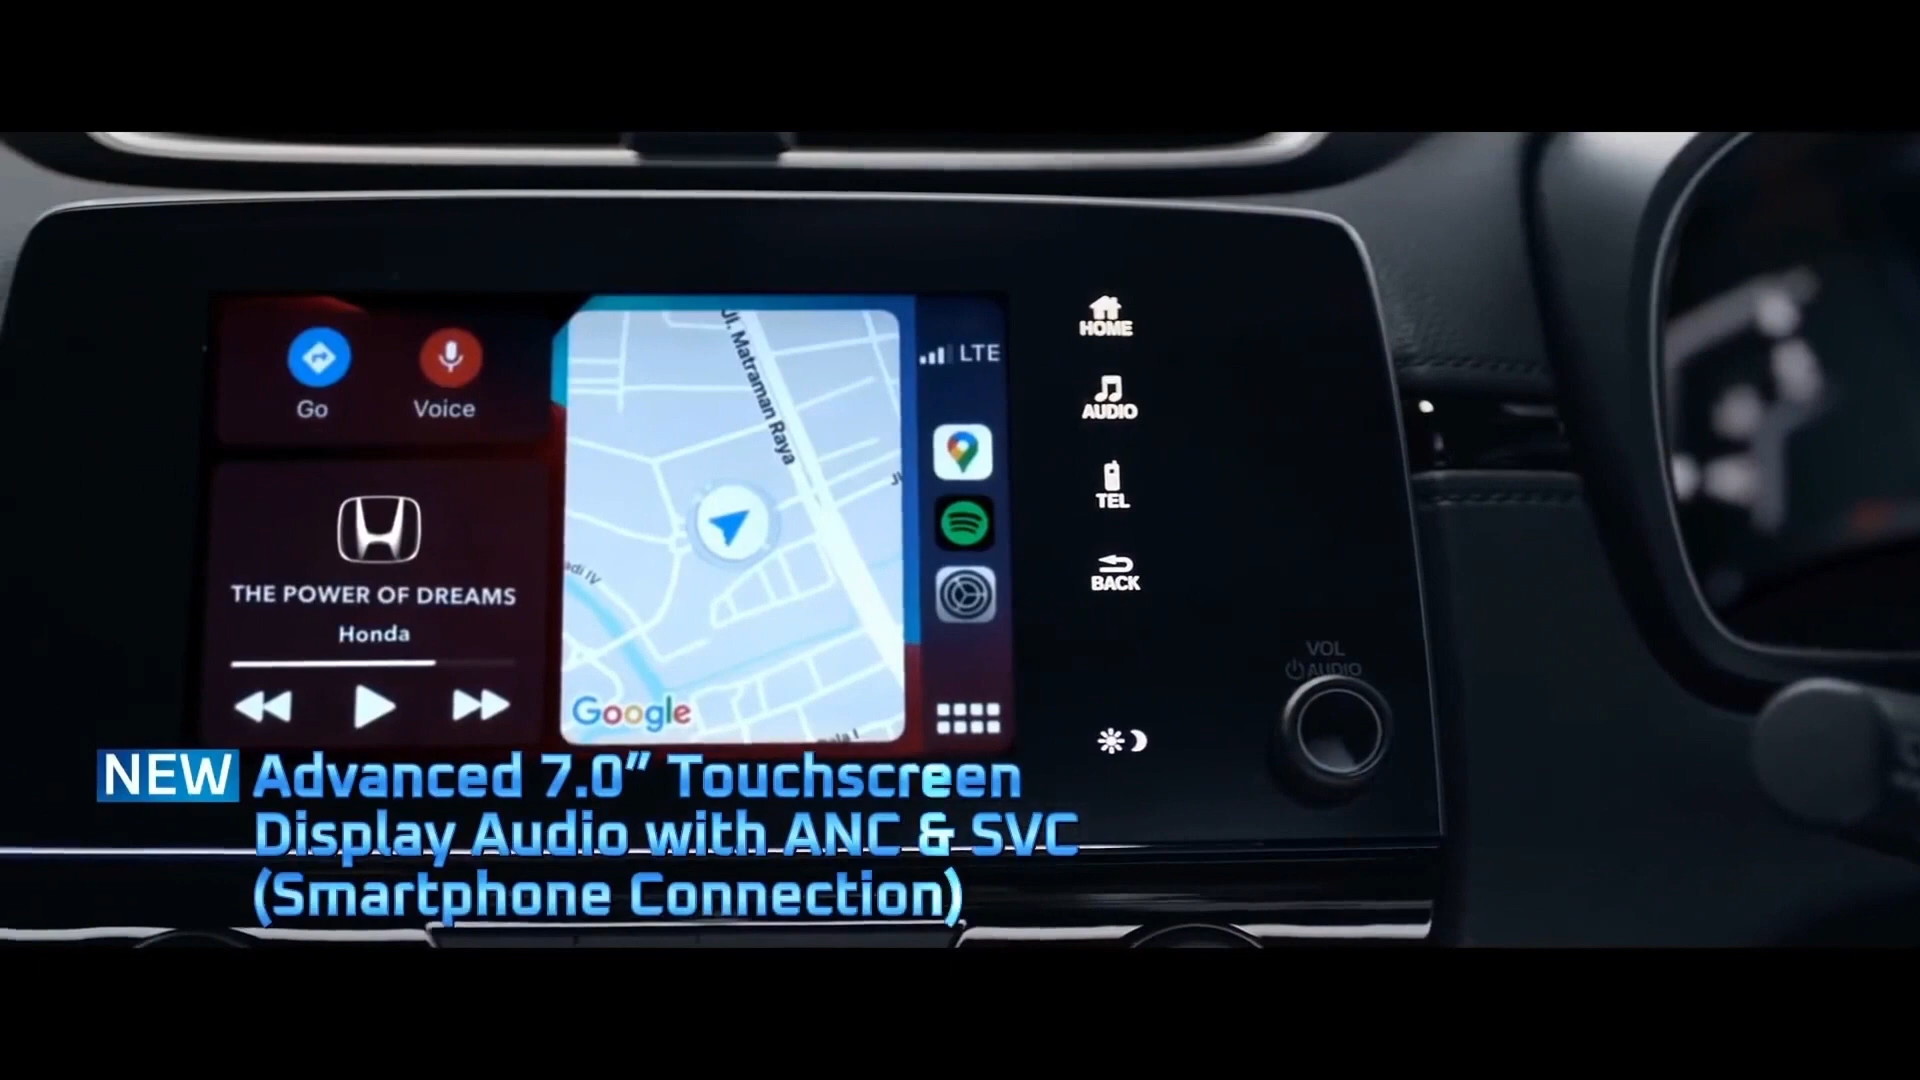 Go
Voice
THE POWER OF DREAMS
Honda
Jl. Matraman Raya
Google
LTE
HOME
AUDIO
TEL
BACK
VOL
AUDIO
NEW Advanced 7.0” Touchscreen
Display Audio with ANC & SVC
(Smartphone Connection)